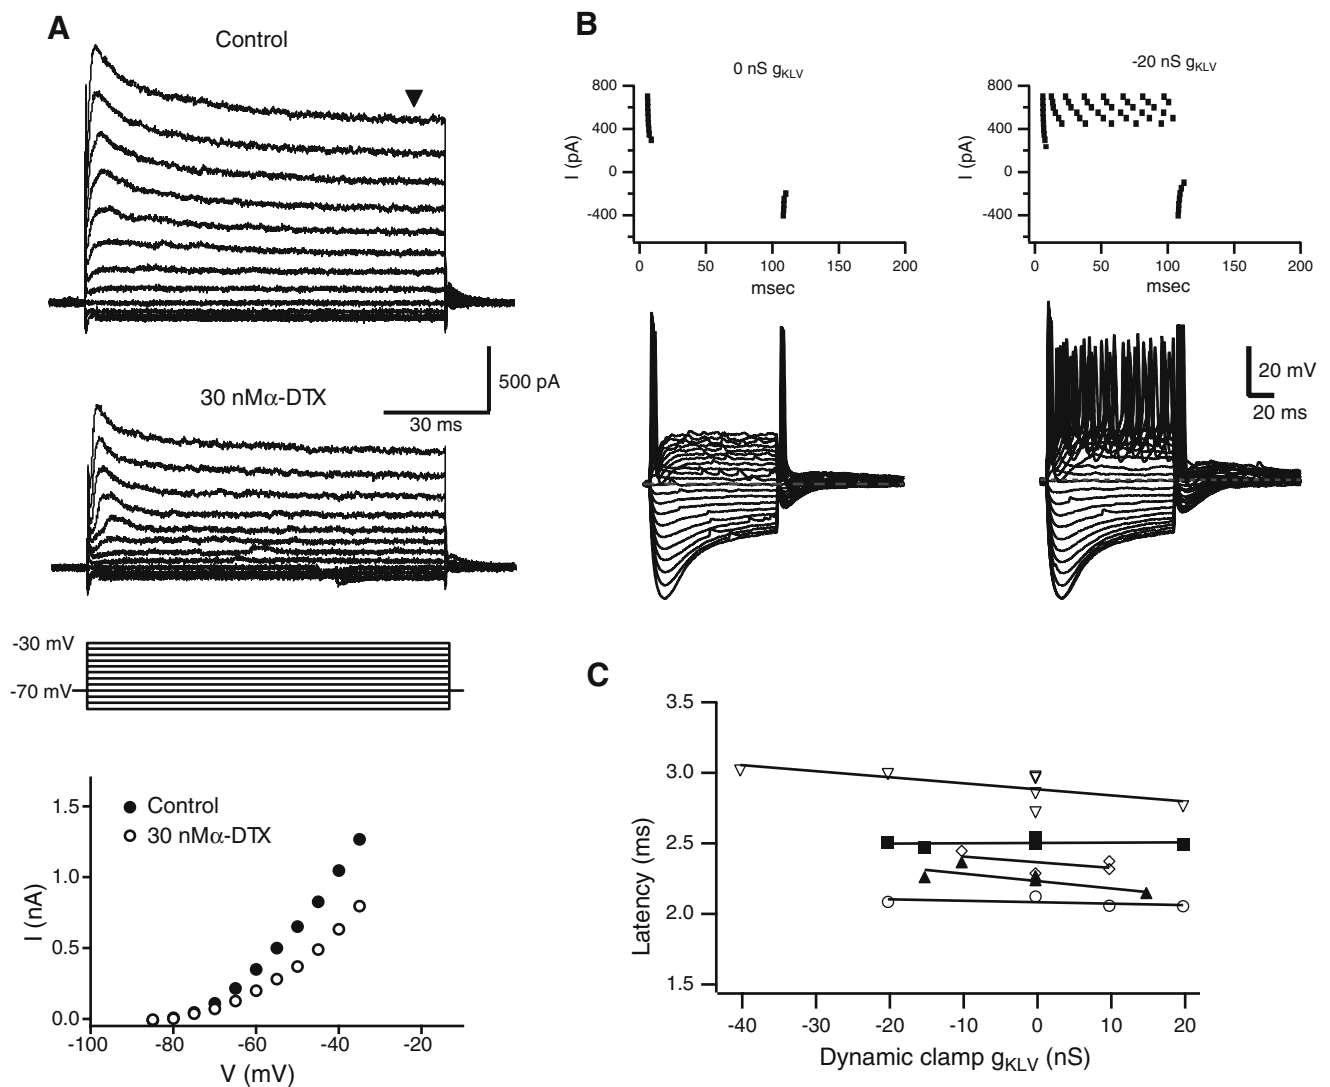 A
Control
500 pA
30 nMα-DTX
30 ms
-30 mV
-70 mV
Control
30 nMα-DTX
1.5
1.0
0.5
0.0
I (nA)
-100 -80 -60 -40 -20
V (mV)
B
0 nS gKLV
800
400
0
-400
I (pA)
0 50 100 150 200
msec
-20 nS gKLV
800
400
0
-400
I (pA)
0 50 100 150 200
msec
20 mV
20 ms
C
3.5
3.0
2.5
2.0
1.5
Latency (ms)
-40 -30 -20 -10 0 10 20
Dynamic clamp gKLV (nS)